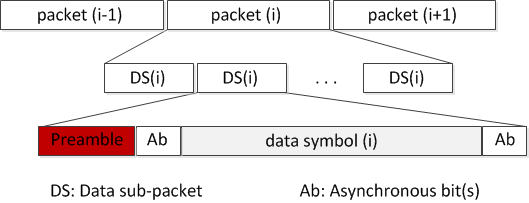 packet (i-1) packet (i) packet (i+1)
DS(i) DS(i) . . . DS(i)
Preamble Ab data symbol (i) Ab
DS: Data sub-packet Ab: Asynchronous bit(s)